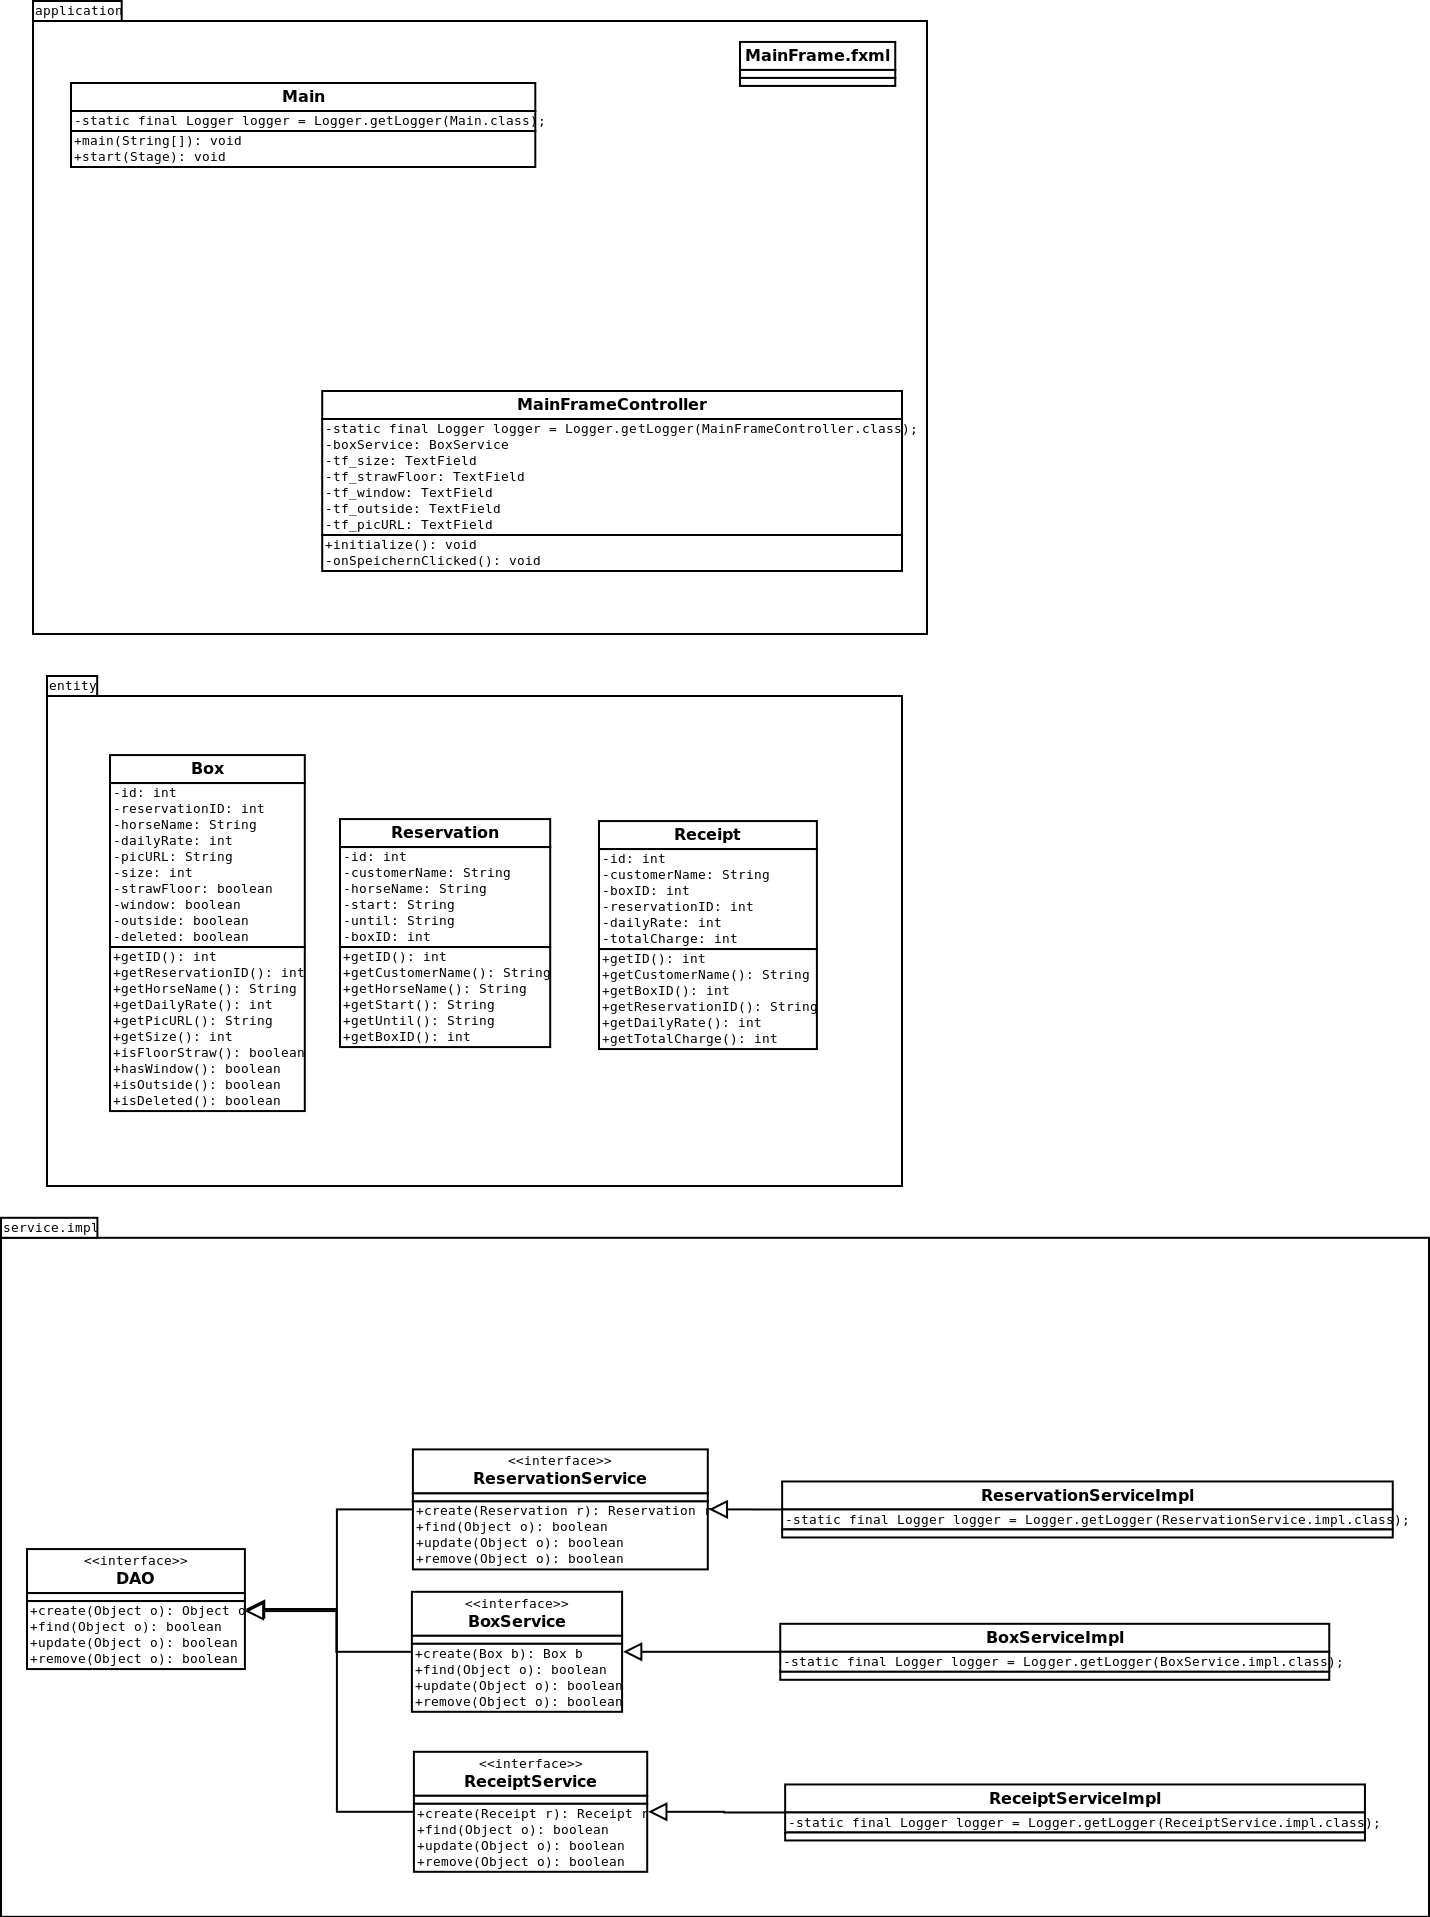 application
MainFrame.fxml
Main
-static final Logger logger = Logger.getLogger(Main.class);
+main(String[]): void
+start(Stage): void
MainFrameController
-static final Logger logger = Logger.getLogger(MainFrameController.class);
-boxService: BoxService
-tf_size: TextField
-tf_strawFloor: TextField
-tf_window: TextField
-tf_outside: TextField
-tf_picURL: TextField
+initialize(): void
-onSpeichernClicked(): void
entity
Box
-id: int
-reservationID: int
-horseName: String
-dailyRate: int
-picURL: String
-size: int
-strawFloor: boolean
-window: boolean
-outside: boolean
-deleted: boolean
+getID(): int
+getReservationID(): int
+getHorseName(): String
+getDailyRate(): int
+getPicURL(): String
+getSize(): int
+isFloorStraw(): boolean
+hasWindow(): boolean
+isOutside(): boolean
+isDeleted(): boolean
Reservation
-id: int
-customerName: String
-horseName: String
-start: String
-until: String
-boxID: int
+getID(): int
+getCustomerName(): String
+getHorseName(): String
+getStart(): String
+getUntil(): String
+getBoxID(): int
Receipt
-id: int
-customerName: String
-boxID: int
-reservationID: int
-dailyRate: int
-totalCharge: int
+getID(): int
+getCustomerName(): String
+getBoxID(): int
+getReservationID(): String
+getDailyRate(): int
+getTotalCharge(): int
service.impl
<<interface>>
ReservationService
+create(Reservation r): Reservation r
+find(Object o): boolean
+update(Object o): boolean
+remove(Object o): boolean
ReservationServiceImpl
-static final Logger logger = Logger.getLogger(ReservationService.impl.class);
<<interface>>
DAO
+create(Object o): Object o
+find(Object o): boolean
+update(Object o): boolean
+remove(Object o): boolean
<<interface>>
BoxService
+create(Box b): Box b
+find(Object o): boolean
+update(Object o): boolean
+remove(Object o): boolean
BoxServiceImpl
-static final Logger logger = Logger.getLogger(BoxService.impl.class);
<<interface>>
ReceiptService
+create(Receipt r): Receipt r
+find(Object o): boolean
+update(Object o): boolean
+remove(Object o): boolean
ReceiptServiceImpl
-static final Logger logger = Logger.getLogger(ReceiptService.impl.class);